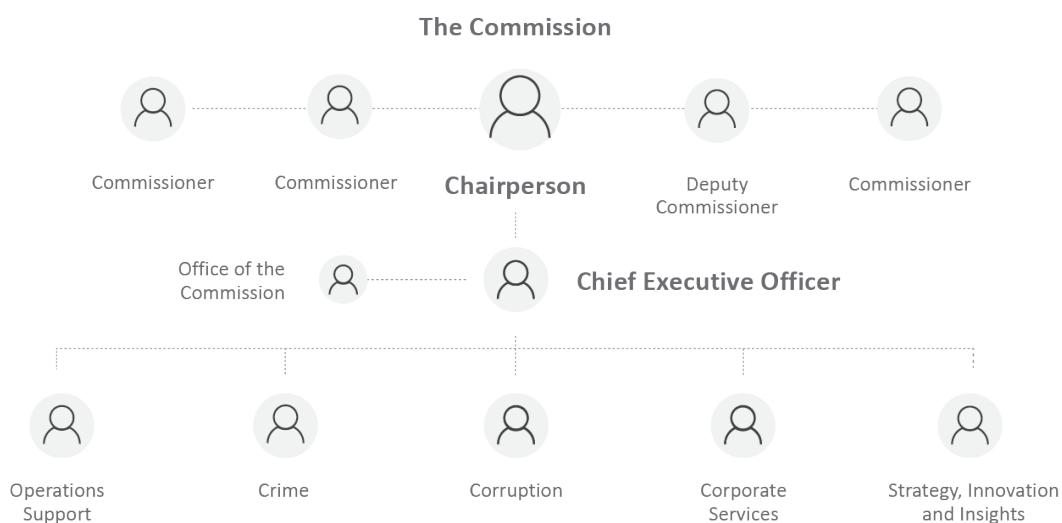 The Commission
Commissioner
Commissioner
Chairperson
Deputy
Commissioner
Commissioner
Office of the
Commission
Chief Executive Officer
Operations
Support
Crime
Corruption
Corporate
Services
Strategy, Innovation
and Insights